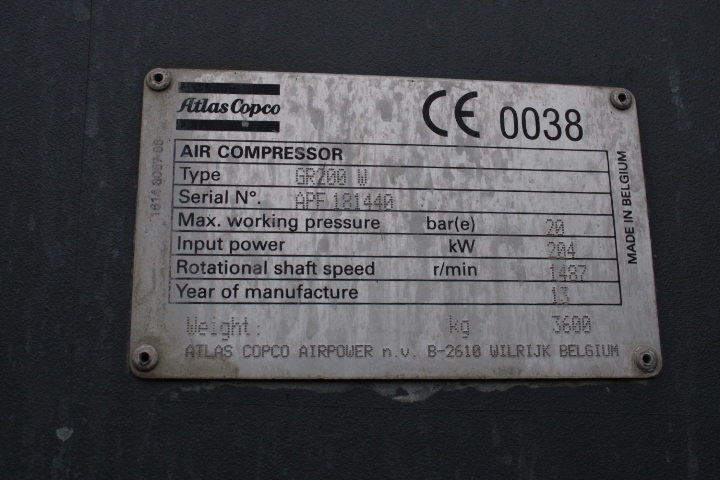 Atlas Copco
CE 0038
AIR COMPRESSOR
Type GR200 W
Serial N°. APF 181440
Max. working pressure bar(e) 20
Input power kW 204
Rotational shaft speed r/min 1487
Year of manufacture 13
Weight: kg 3600
ATLAS COPCO AIRPOWER n.v. B-2610 WILRIJK BELGIUM
MADE IN BELGIUM